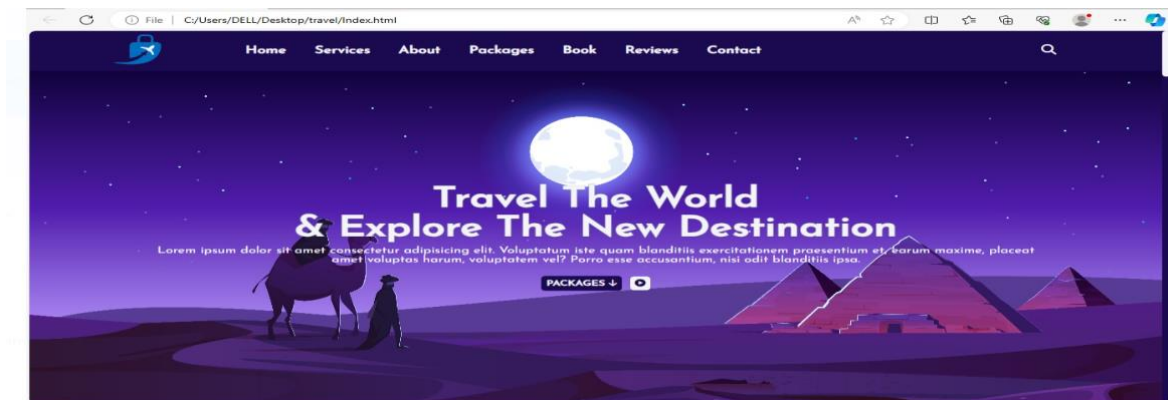 File | C:/Users/DELL/Desktop/travel/Index.html
Home Services About Packages Book Reviews Contact
Travel The World
& Explore The New Destination
Lorem ipsum dolor sit amet consectetur adipisicing elit. Voluptatum iste quam blanditiis exercitationem praesentium et, earum maxime, placeat
amet voluptas harum, voluptatem vel? Porro esse accusantium, nisi odit blanditiis ipsa.
PACKAGES ↓